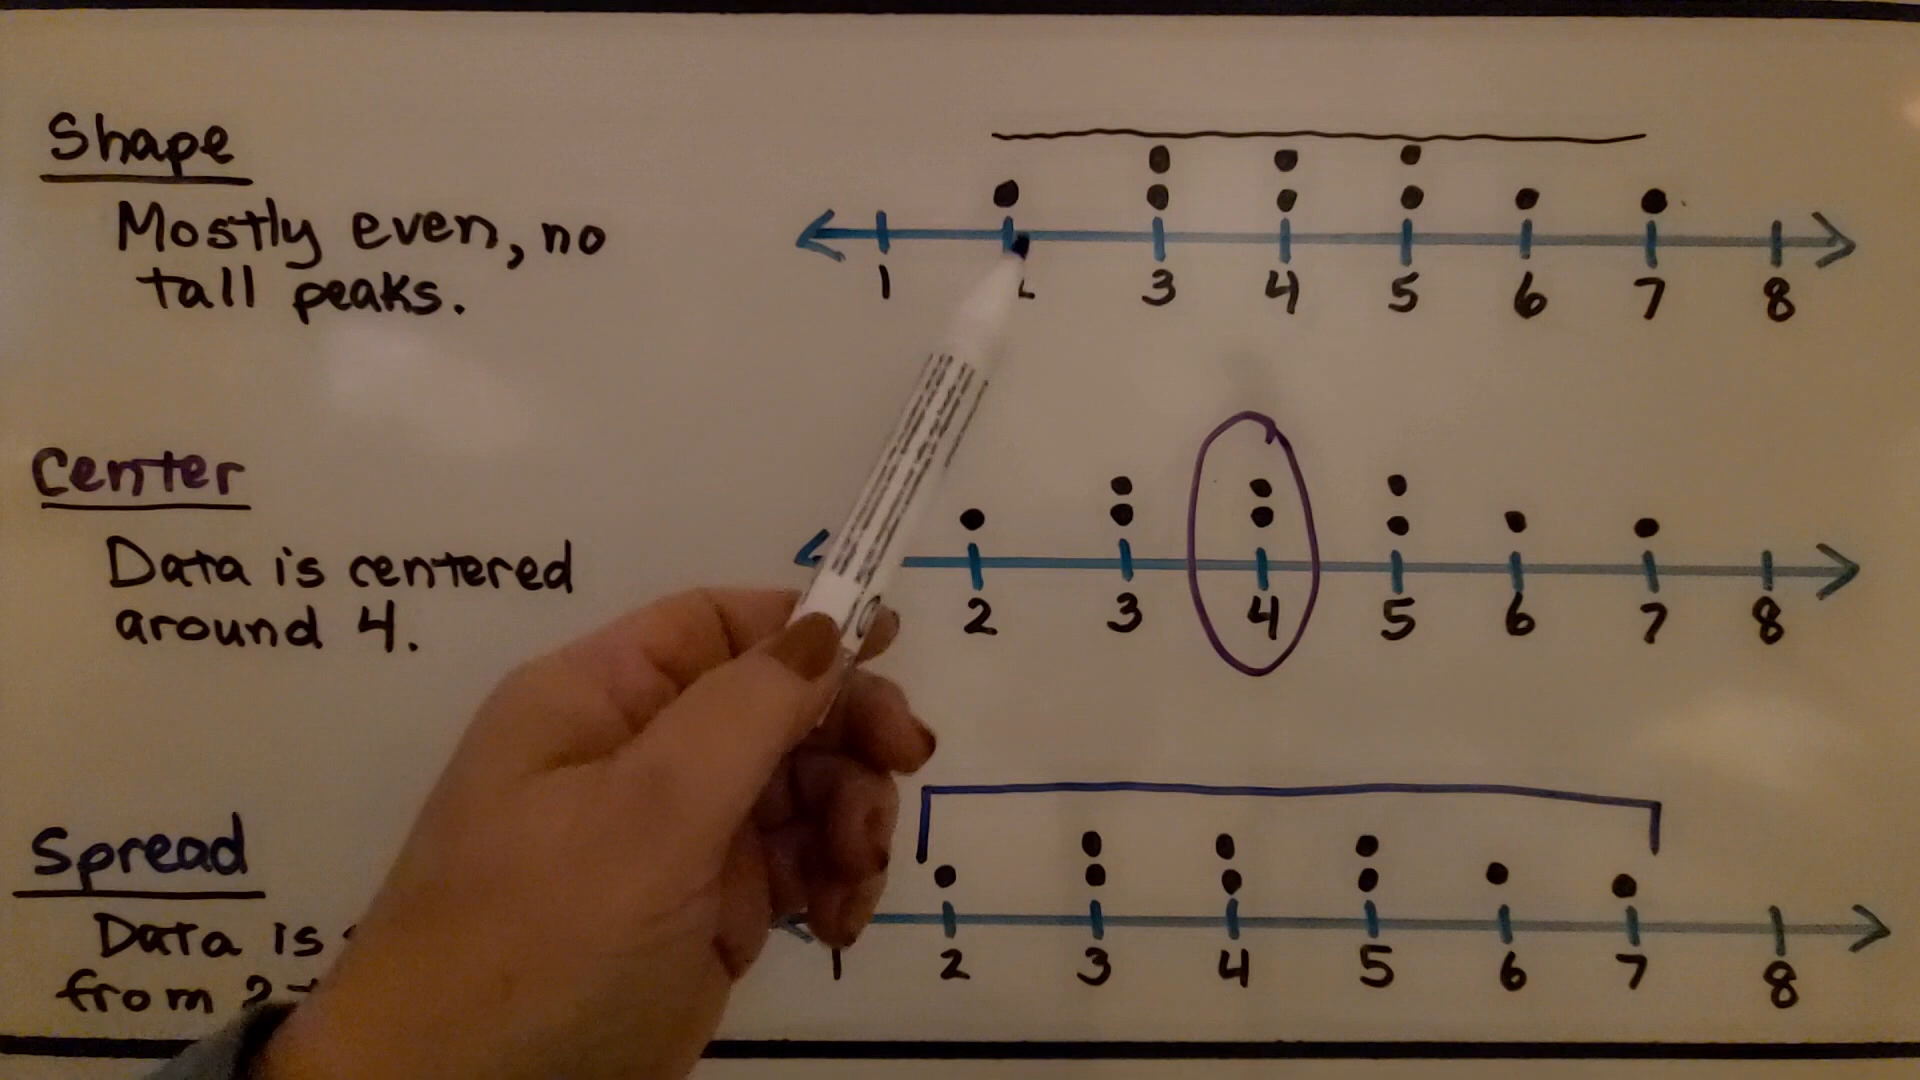 Shape
Mostly even, no
tall peaks.
1 3 4 5 6 7 8
Center
Data is centered
around 4.
2 3 4 5 6 7 8
Spread
Data is
from 2
1 2 3 4 5 6 7 8